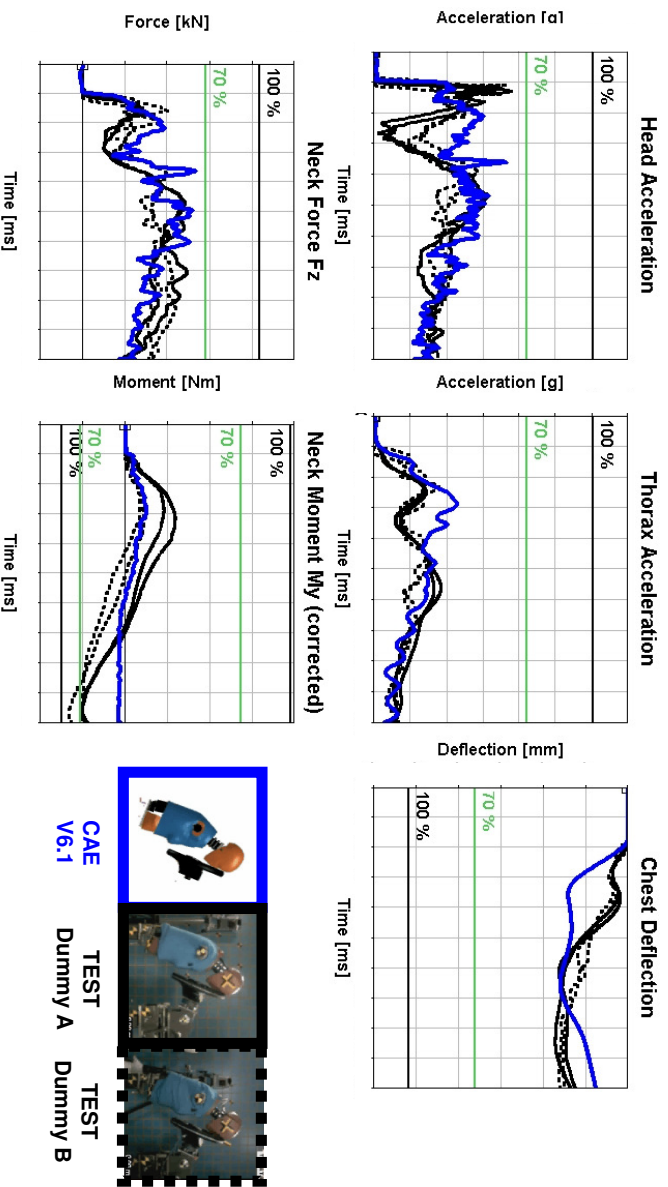 Head Acceleration
Acceleration [g]
100 %
70 %
Time [ms]
Thorax Acceleration
Acceleration [g]
100 %
70 %
Time [ms]
Chest Deflection
Deflection [mm]
70 %
100 %
Time [ms]
Neck Force Fz
Force [kN]
100 %
70 %
Time [ms]
Neck Moment My (corrected)
Moment [Nm]
100 %
70 %
70 %
100 %
Time [ms]
CAE
V6.1
TEST
Dummy A
TEST
Dummy B